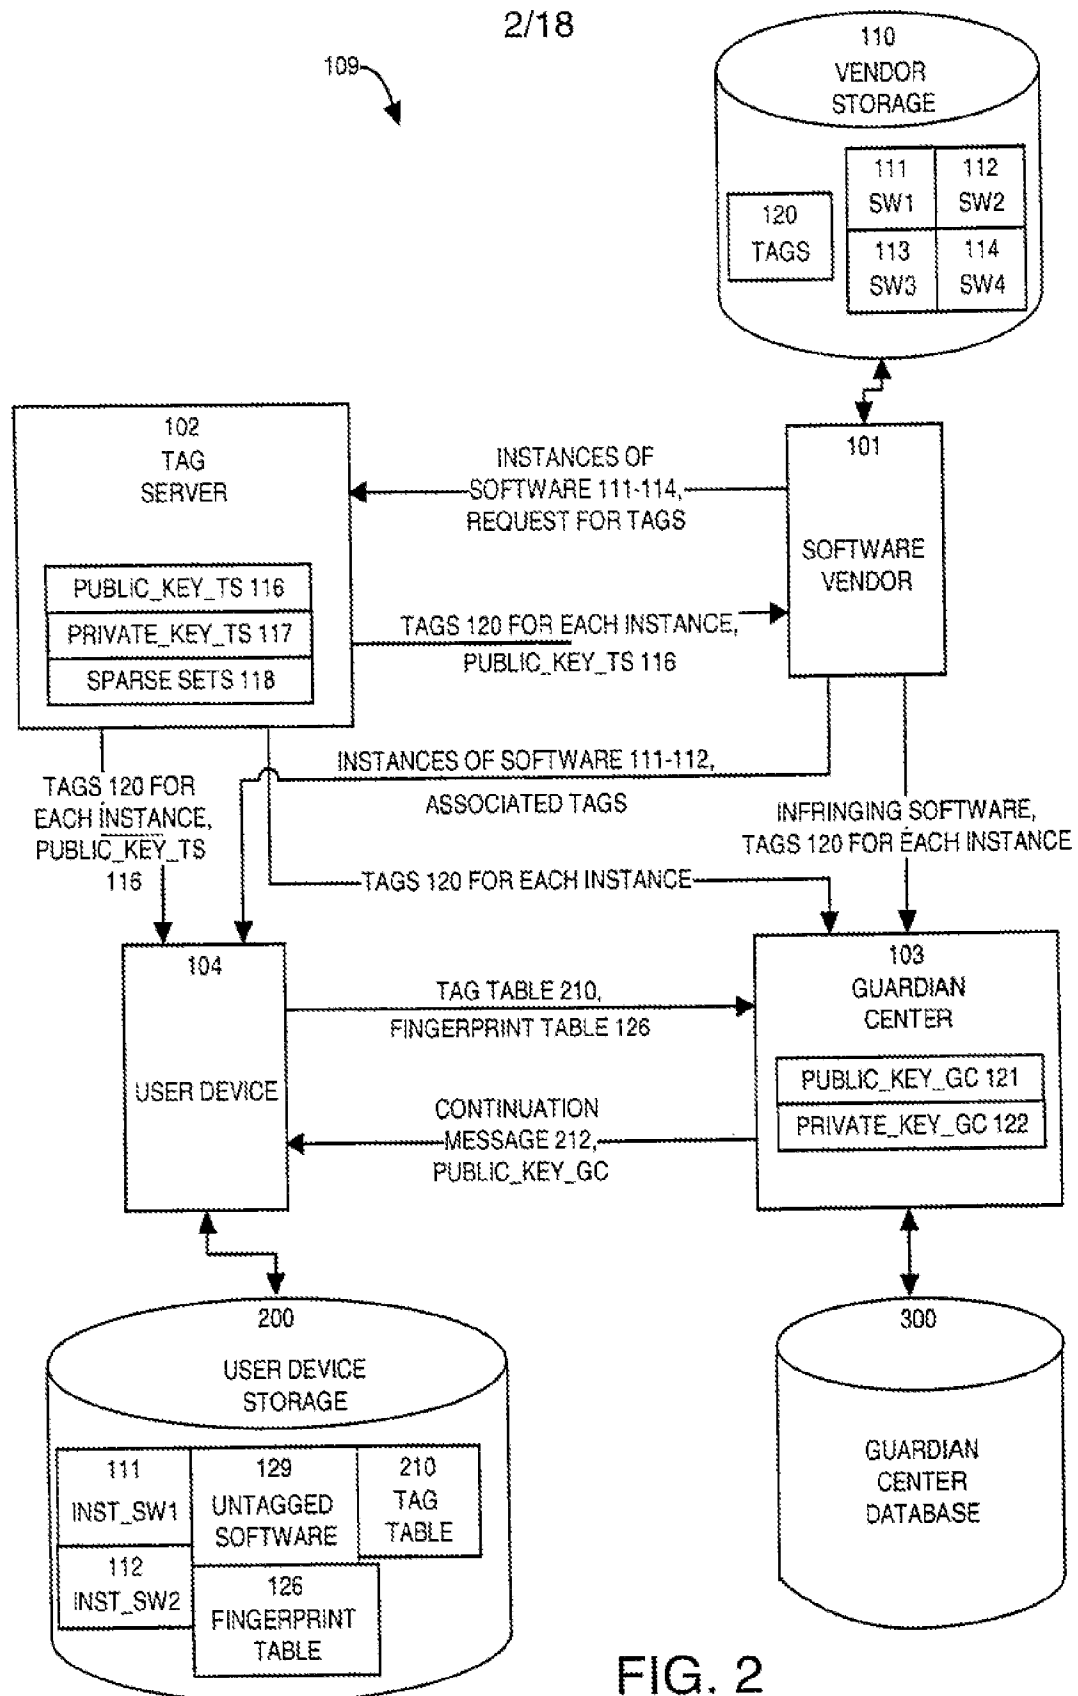 2/18
109
110
VENDOR
STORAGE
111
SW1
112
SW2
120
TAGS
113
SW3
114
SW4
102
TAG
SERVER
INSTANCES OF
SOFTWARE 111-114,
REQUEST FOR TAGS
101
SOFTWARE
VENDOR
PUBLIC_KEY_TS 116
PRIVATE_KEY_TS 117
SPARSE SETS 118
TAGS 120 FOR EACH INSTANCE,
PUBLIC_KEY_TS 116
TAGS 120 FOR
EACH INSTANCE,
PUBLIC_KEY_TS
116
INSTANCES OF SOFTWARE 111-112,
ASSOCIATED TAGS
INFRINGING SOFTWARE,
TAGS 120 FOR EACH INSTANCE
TAGS 120 FOR EACH INSTANCE
104
USER DEVICE
TAG TABLE 210,
FINGERPRINT TABLE 126
103
GUARDIAN
CENTER
PUBLIC_KEY_GC 121
PRIVATE_KEY_GC 122
CONTINUATION
MESSAGE 212,
PUBLIC_KEY_GC
200
USER DEVICE
STORAGE
111
INST_SW1
129
UNTAGGED
SOFTWARE
210
TAG
TABLE
112
INST_SW2
126
FINGERPRINT
TABLE
300
GUARDIAN
CENTER
DATABASE
FIG. 2